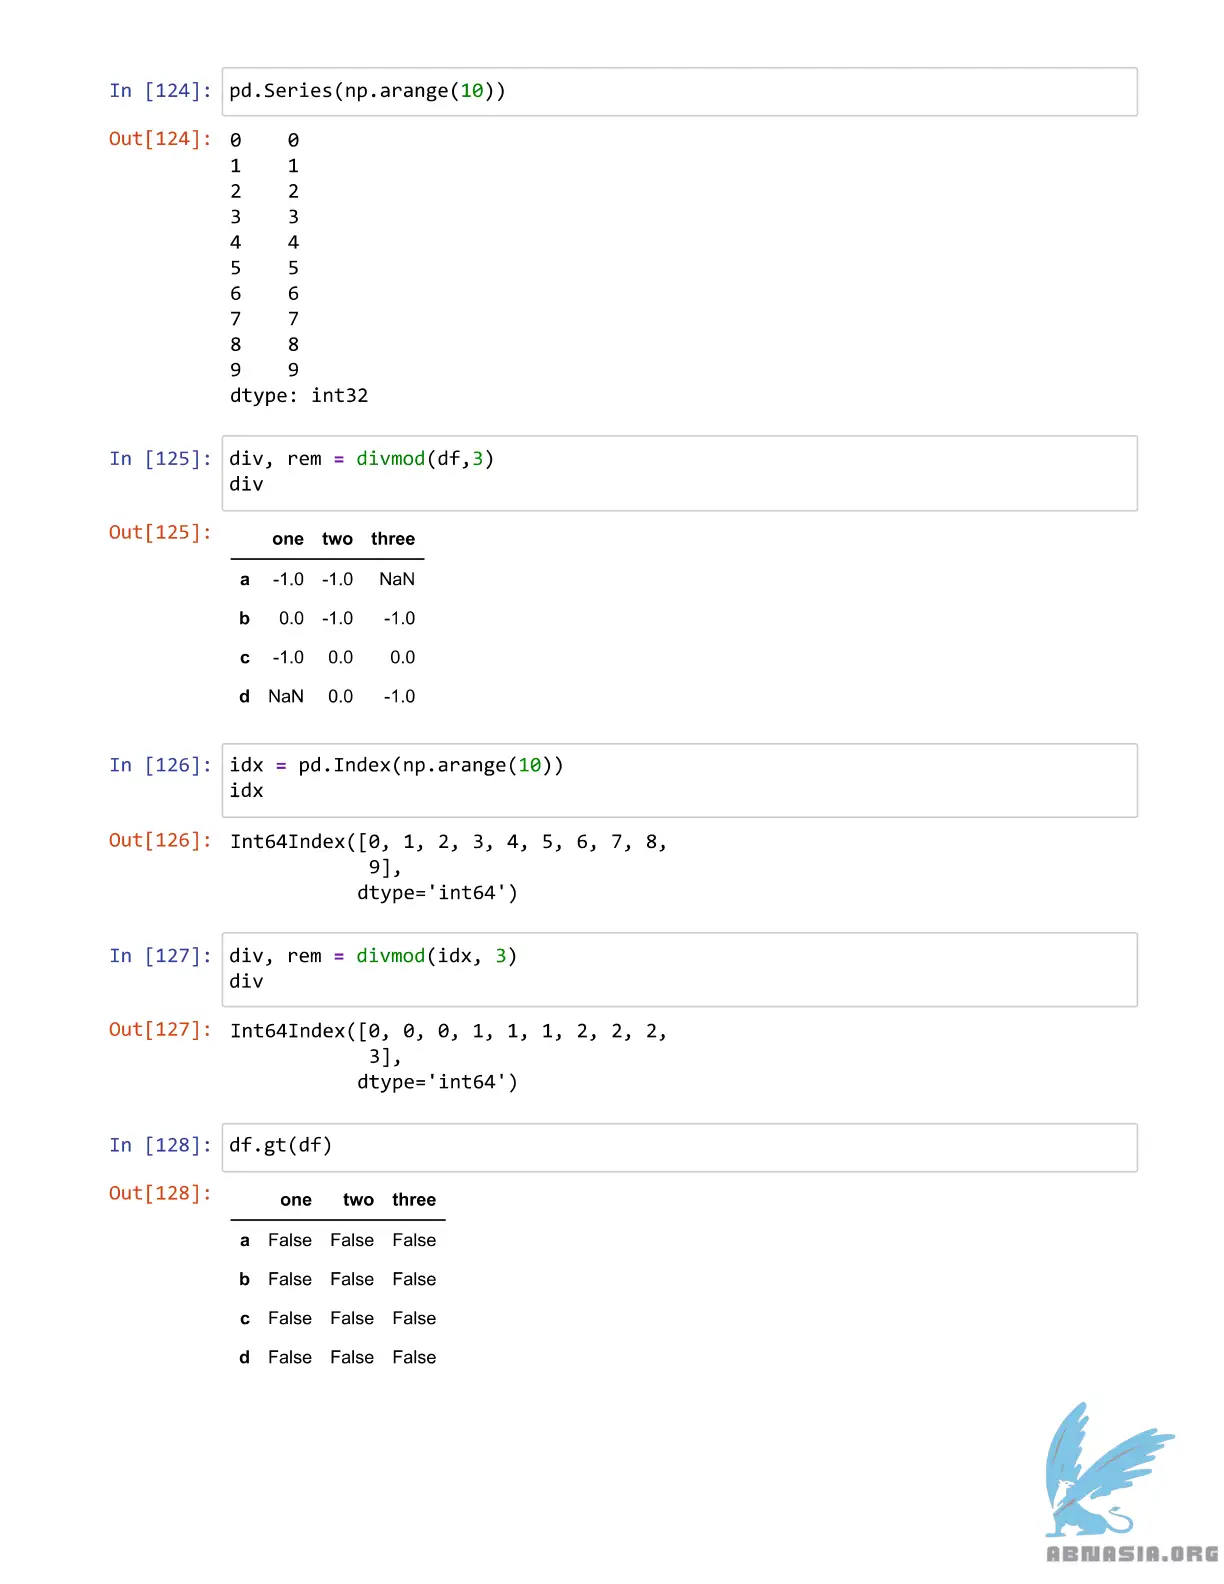 In [124]: pd.Series(np.arange(10))
Out[124]: 0    0
1    1
2    2
3    3
4    4
5    5
6    6
7    7
8    8
9    9
dtype: int32
In [125]: div, rem = divmod(df,3)
div
Out[125]:
one two three
a -1.0 -1.0 NaN
b 0.0 -1.0 -1.0
c -1.0 0.0 0.0
d NaN 0.0 -1.0
In [126]: idx = pd.Index(np.arange(10))
idx
Out[126]: Int64Index([0, 1, 2, 3, 4, 5, 6, 7, 8,
9],
dtype='int64')
In [127]: div, rem = divmod(idx, 3)
div
Out[127]: Int64Index([0, 0, 0, 1, 1, 1, 2, 2, 2,
3],
dtype='int64')
In [128]: df.gt(df)
Out[128]:
one two three
a False False False
b False False False
c False False False
d False False False
ABNASIA.ORG